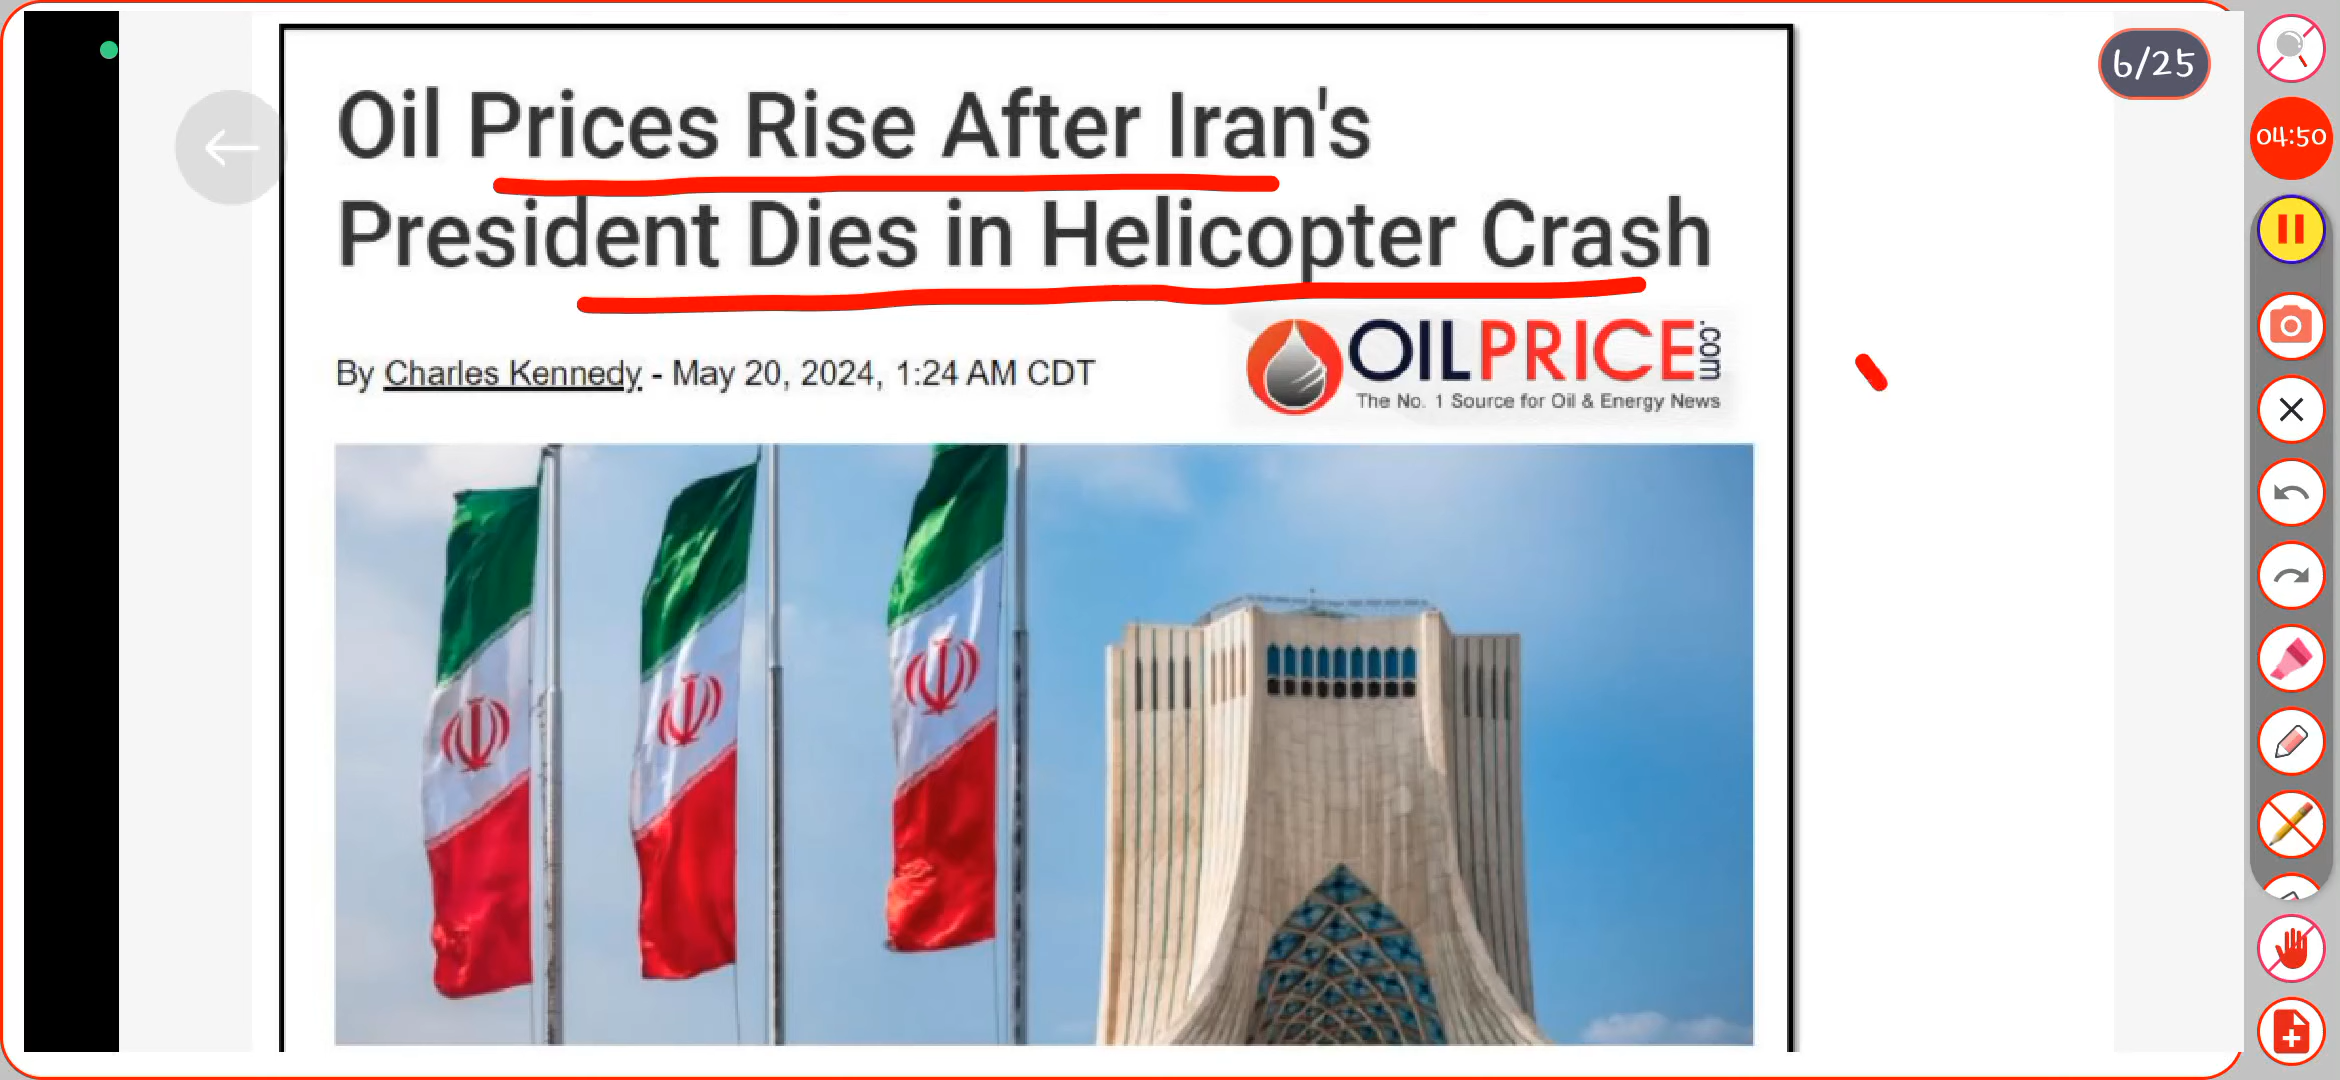 6/25
04:50
Oil Prices Rise After Iran's
President Dies in Helicopter Crash
By Charles Kennedy - May 20, 2024, 1:24 AM CDT
OILPRICE.com
The No. 1 Source for Oil & Energy News